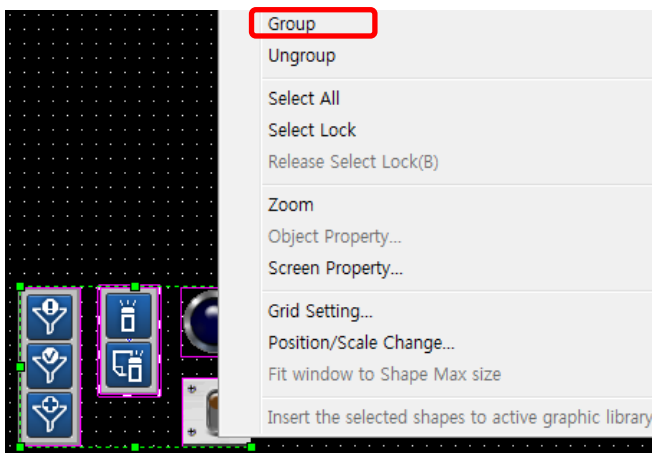 Group
Ungroup
Select All
Select Lock
Release Select Lock(B)
Zoom
Object Property...
Screen Property...
Grid Setting...
Position/Scale Change...
Fit window to Shape Max size
Insert the selected shapes to active graphic library